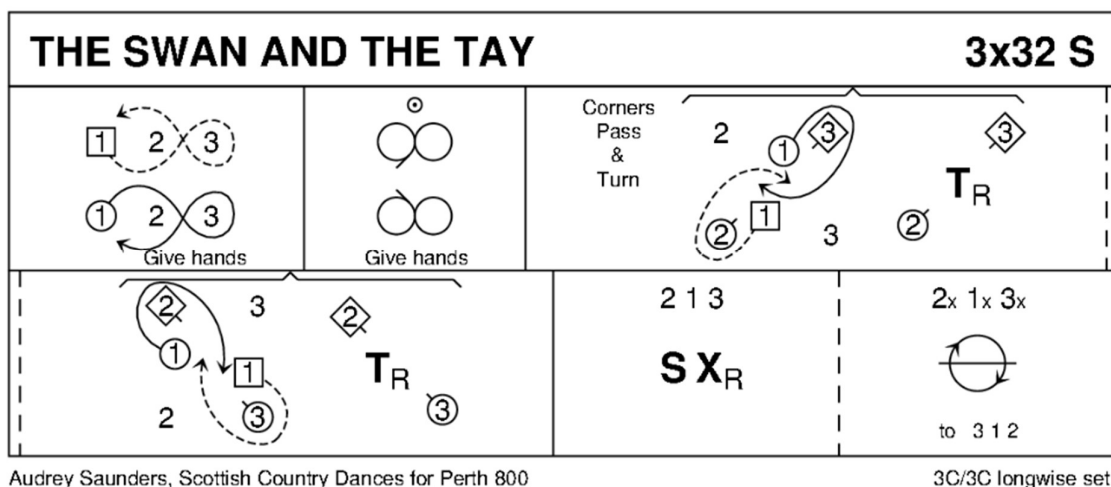 THE SWAN AND THE TAY 3x32 S
1 2 3
1 2 3
Give hands
Give hands
Corners
Pass
&
Turn
2 1 3
1
2 3
3
TR
2
2 3
1
1
2 3
2
TR
3
2 1 3
S XR
2x 1x 3x
to 3 1 2
Audrey Saunders, Scottish Country Dances for Perth 800 3C/3C longwise set